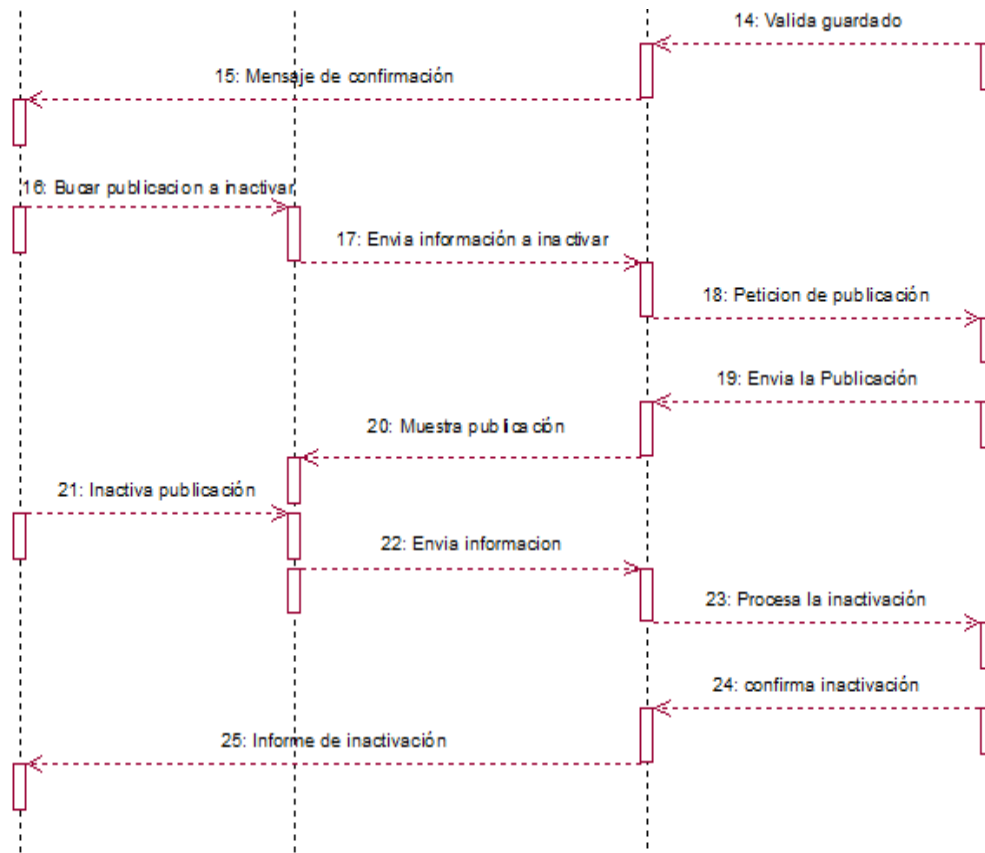 14: Valida guardado
15: Mensaje de confirmación
16: Bucar publicacion a inactivar
17: Envia información a inactivar
18: Peticion de publicación
19: Envia la Publicación
20: Muestra publicación
21: Inactiva publicación
22: Envia informacion
23: Procesa la inactivación
24: confirma inactivación
25: Informe de inactivación